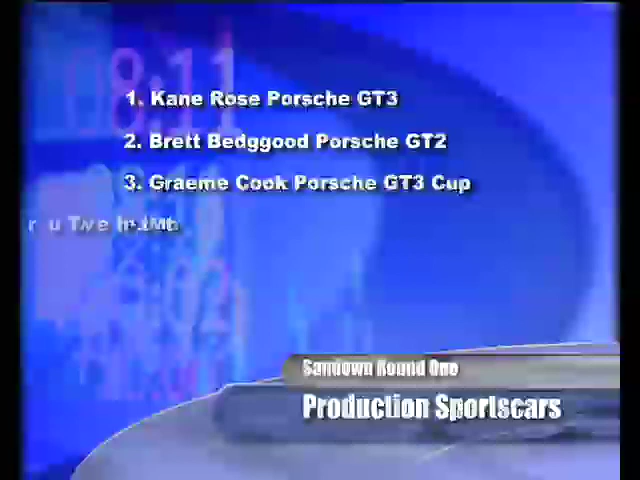 1. Kane Rose Porsche GT3
2. Brett Bedggood Porsche GT2
3. Graeme Cook Porsche GT3 Cup
Sandown Round One
Production Sportscars